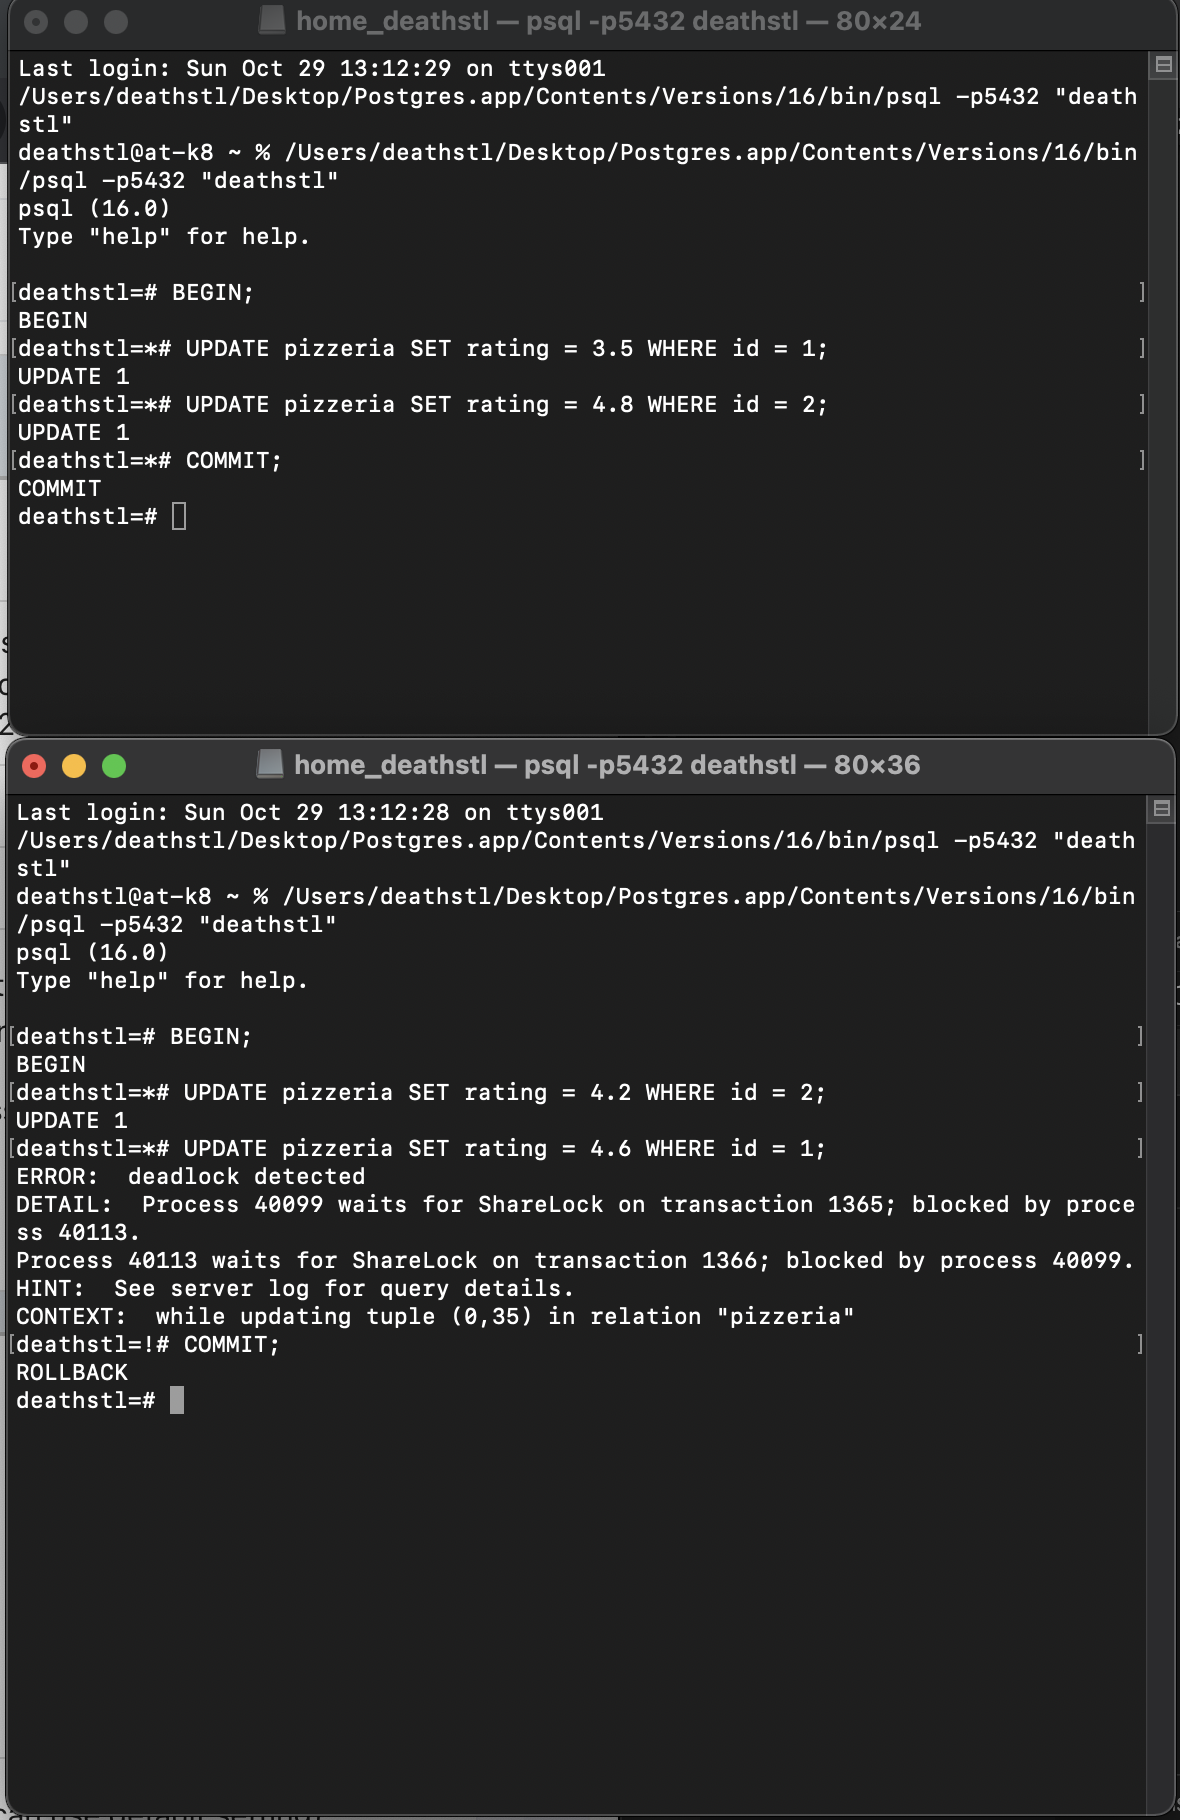 home_deathstl — psql -p5432 deathstl — 80×24
Last login: Sun Oct 29 13:12:29 on ttys001
/Users/deathstl/Desktop/Postgres.app/Contents/Versions/16/bin/psql -p5432 "death
stl"
deathstl@at-k8 ~ % /Users/deathstl/Desktop/Postgres.app/Contents/Versions/16/bin
/psql -p5432 "deathstl"
psql (16.0)
Type "help" for help.
[deathstl=# BEGIN; ]
BEGIN
[deathstl=*# UPDATE pizzeria SET rating = 3.5 WHERE id = 1; ]
UPDATE 1
[deathstl=*# UPDATE pizzeria SET rating = 4.8 WHERE id = 2; ]
UPDATE 1
[deathstl=*# COMMIT; ]
COMMIT
deathstl=#
home_deathstl — psql -p5432 deathstl — 80×36
Last login: Sun Oct 29 13:12:28 on ttys001
/Users/deathstl/Desktop/Postgres.app/Contents/Versions/16/bin/psql -p5432 "death
stl"
deathstl@at-k8 ~ % /Users/deathstl/Desktop/Postgres.app/Contents/Versions/16/bin
/psql -p5432 "deathstl"
psql (16.0)
Type "help" for help.
[deathstl=# BEGIN; ]
BEGIN
[deathstl=*# UPDATE pizzeria SET rating = 4.2 WHERE id = 2; ]
UPDATE 1
[deathstl=*# UPDATE pizzeria SET rating = 4.6 WHERE id = 1; ]
ERROR:  deadlock detected
DETAIL:  Process 40099 waits for ShareLock on transaction 1365; blocked by proce
ss 40113.
Process 40113 waits for ShareLock on transaction 1366; blocked by process 40099.
HINT:  See server log for query details.
CONTEXT:  while updating tuple (0,35) in relation "pizzeria"
[deathstl=!# COMMIT; ]
ROLLBACK
deathstl=#